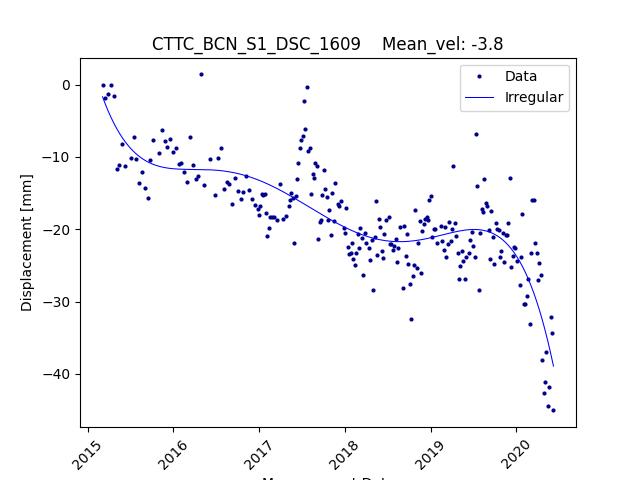 CTTC_BCN_S1_DSC_1609    Mean_vel: -3.8
Data
Irregular
Displacement [mm]
0
−10
−20
−30
−40
2015
2016
2017
2018
2019
2020